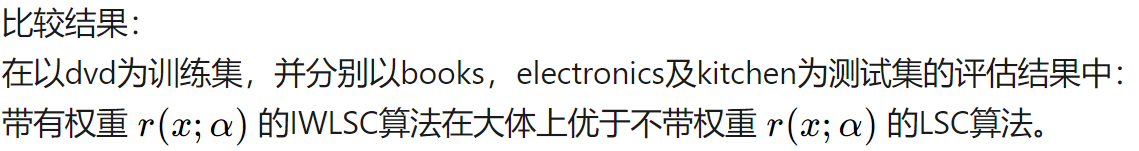 比较结果：
在以dvd为训练集，并分别以books，electronics及kitchen为测试集的评估结果中：
带有权重 r(x; α) 的IWLSC算法在大体上优于不带权重 r(x; α) 的LSC算法。